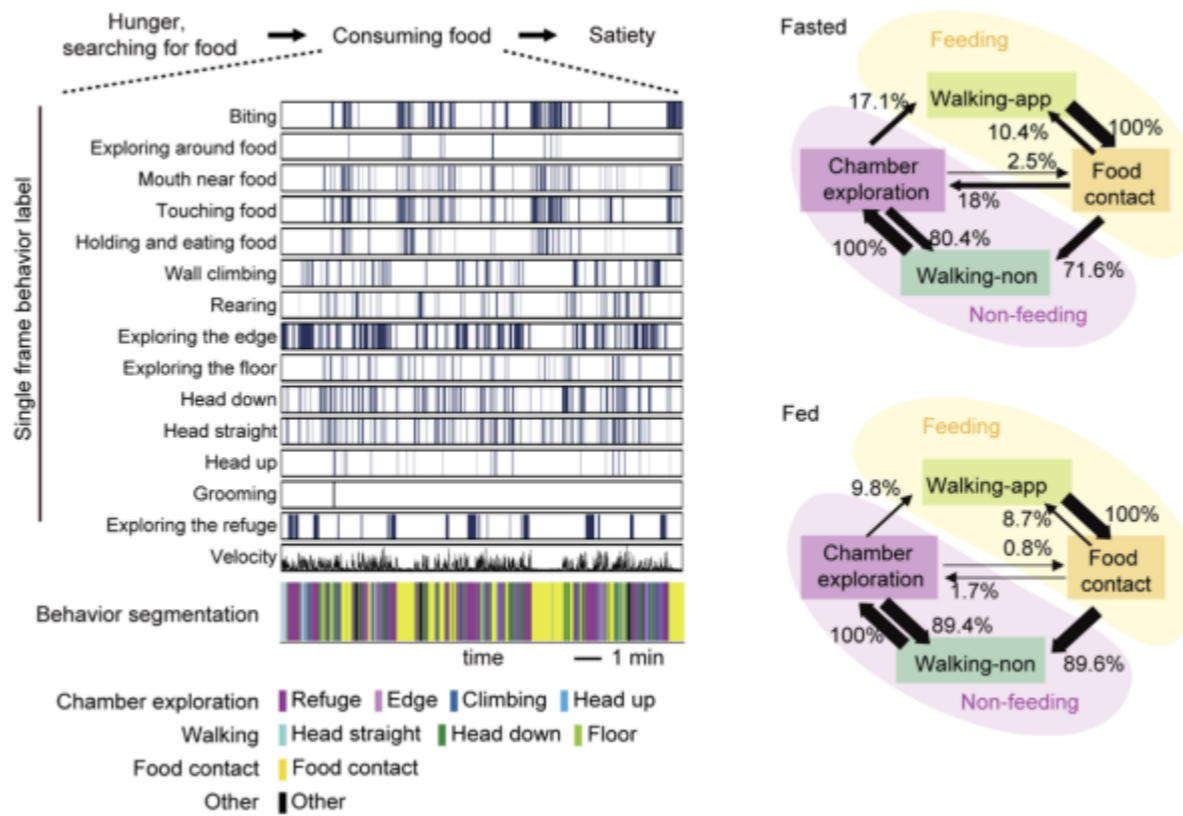 Hunger,
searching for food
Consuming food
Satiety
Single frame behavior label
Biting
Exploring around food
Mouth near food
Touching food
Holding and eating food
Wall climbing
Rearing
Exploring the edge
Exploring the floor
Head down
Head straight
Head up
Grooming
Exploring the refuge
Velocity
Behavior segmentation
time
1 min
Chamber exploration Refuge Edge Climbing Head up
Walking Head straight Head down Floor
Food contact Food contact
Other Other
Fasted
Feeding
17.1%
Walking-app
10.4%
100%
2.5%
Chamber
exploration
Food
contact
18%
100%
80.4%
Walking-non
71.6%
Non-feeding
Fed
Feeding
9.8%
Walking-app
8.7%
100%
0.8%
Chamber
exploration
Food
contact
1.7%
100%
89.4%
Walking-non
89.6%
Non-feeding